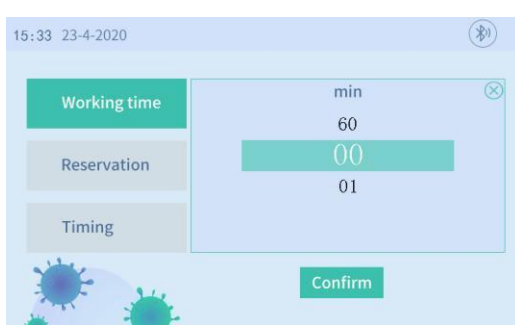 15:33 23-4-2020
Working time
Reservation
Timing
min
60
00
01
Confirm